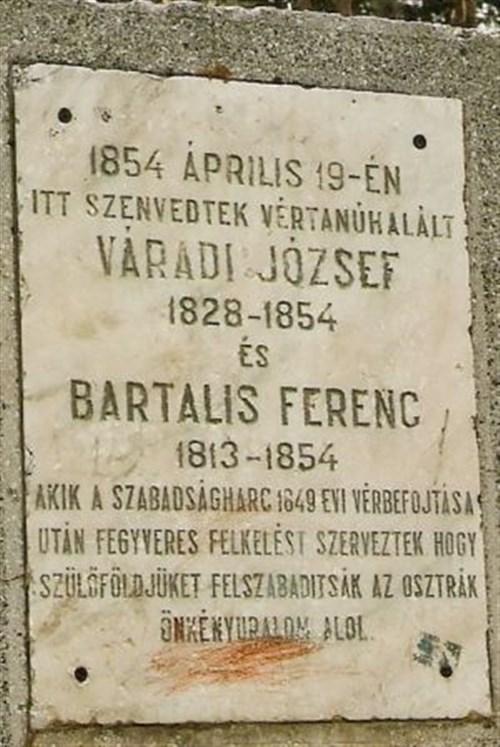 1854 ÁPRILIS 19-ÉN
ITT SZENVEDTEK VÉRTANÚHALÁLT
VÁRADI JÓZSEF
1828-1854
ÉS
BARTALIS FERENC
1813-1854
AKIK A SZABADSÁGHARC 1849 EVI VÉRBEFOJTÁSA
UTÁN FEGYVERES FELKELÉST SZERVEZTEK HOGY
SZÜLŐFÖLDJÜKET FELSZABADITSÁK AZ OSZTRÁK
ÖNKÉNYURALOM ALOL.